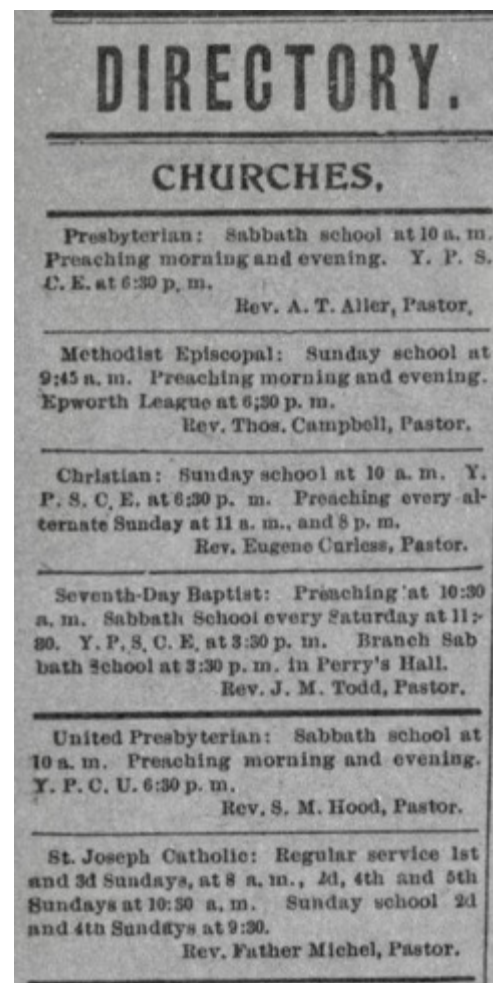 DIRECTORY.
CHURCHES,
Presbyterian: Sabbath school at 10 a. m.
Preaching morning and evening. Y. P. S.
C. E. at 6:30 p. m.
Rev. A. T. Aller, Pastor,
Methodist Episcopal: Sunday school at
9:45 a. m. Preaching morning and evening.
Epworth League at 6;30 p. m.
Rev. Thos. Campbell, Pastor.
Christian: Sunday school at 10 a. m. Y.
P. S. C, E. at 6:30 p. m. Preaching every al-
ternate Sunday at 11 a. m., and 8 p. m.
Rev. Eugene Curless, Pastor.
Seventh-Day Baptist: Preaching at 10:30
a. m. Sabbath School every Saturday at 11:-
30. Y. P. S. C. E. at 3:30 p. m. Branch Sab
bath School at 3:30 p. m. in Perry's Hall.
Rev. J. M. Todd, Pastor.
United Presbyterian: Sabbath school at
10 a. m. Preaching morning and evening.
Y. P. C. U. 6:30 p. m.
Rev. S. M. Hood, Pastor.
St. Joseph Catholic: Regular service 1st
and 3d Sundays, at 8 a. m., 2d, 4th and 5th
Sundays at 10:30 a. m. Sunday school 2d
and 4th Sundays at 9:30.
Rev. Father Michel, Pastor.